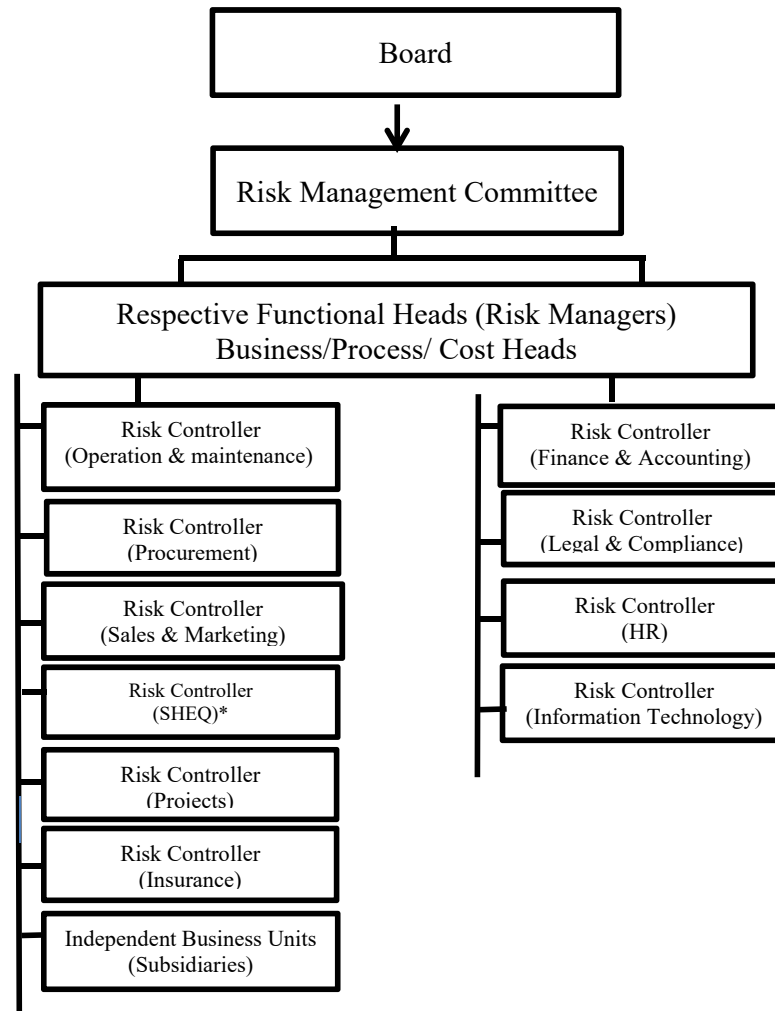 Board
Risk Management Committee
Respective Functional Heads (Risk Managers)
Business/Process/ Cost Heads
Risk Controller
(Operation & maintenance)
Risk Controller
(Procurement)
Risk Controller
(Sales & Marketing)
Risk Controller
(SHEQ)*
Risk Controller
(Projects)
Risk Controller
(Insurance)
Independent Business Units
(Subsidiaries)
Risk Controller
(Finance & Accounting)
Risk Controller
(Legal & Compliance)
Risk Controller
(HR)
Risk Controller
(Information Technology)